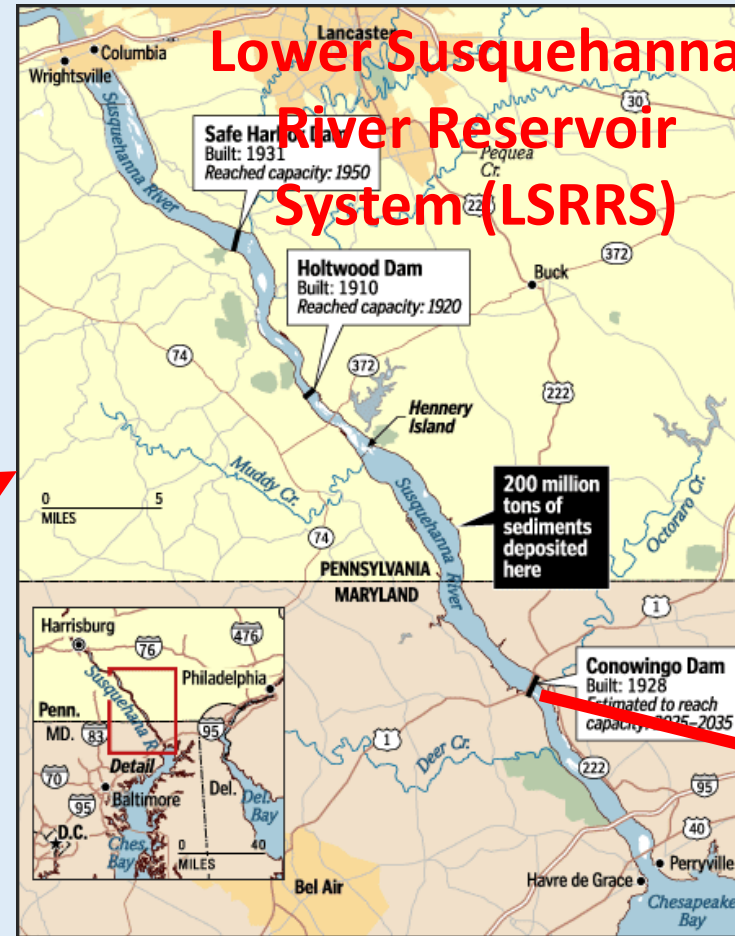 Lower Susquehanna
River Reservoir
System (LSRRS)
Lancaster
Columbia
Wrightsville
30
Susquehanna River
Safe Harbor Dam
Built: 1931
Reached capacity: 1950
Pequea
Cr.
222
372
Holtwood Dam
Built: 1910
Reached capacity: 1920
Buck
74
372
222
Hennery
Island
Muddy Cr.
0 5
MILES
74
Susquehanna River
200 million
tons of
sediments
deposited
here
Octoraro Cr.
PENNSYLVANIA
MARYLAND
1
Harrisburg
76
476
Philadelphia
Susquehana R.
Penn.
MD.
83
95
Detail
70
95
Baltimore
Del.
Del.
Bay
D.C.
Ches.
Bay
0 40
MILES
Conowingo Dam
Built: 1928
Estimated to reach
capacity: 2025–2035
1
Deer Cr.
222
95
40
Perryville
Havre de Grace
Bel Air
Chesapeake
Bay